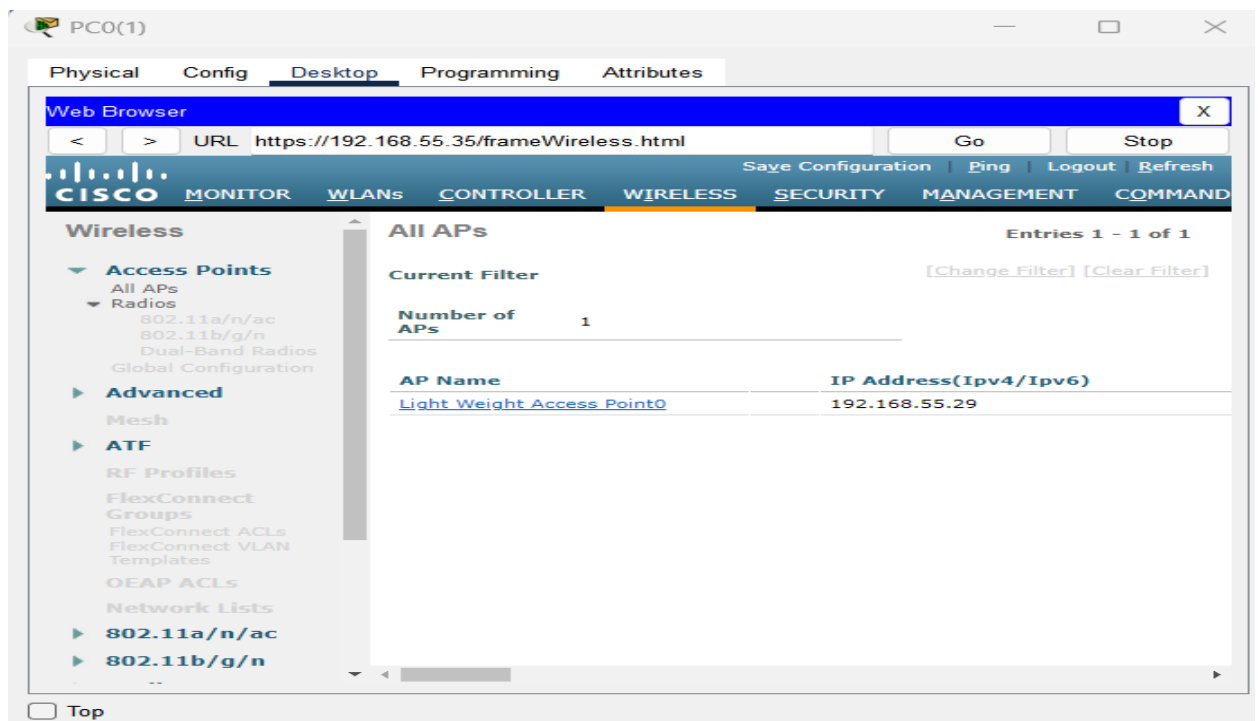 PC0(1)
Physical Config Desktop Programming Attributes
Web Browser X
< > URL https://192.168.55.35/frameWireless.html Go Stop
Save Configuration | Ping | Logout | Refresh
CISCO MONITOR WLANs CONTROLLER WIRELESS SECURITY MANAGEMENT COMMAND
Wireless
Access Points
All APs
Radios
802.11a/n/ac
802.11b/g/n
Dual-Band Radios
Global Configuration
Advanced
Mesh
ATF
RF Profiles
FlexConnect
Groups
FlexConnect ACLs
FlexConnect VLAN
Templates
OEAP ACLs
Network Lists
802.11a/n/ac
802.11b/g/n
All APs Entries 1 - 1 of 1
Current Filter [Change Filter] [Clear Filter]
Number of
APs 1
AP Name IP Address(Ipv4/Ipv6)
Light Weight Access Point0 192.168.55.29
Top